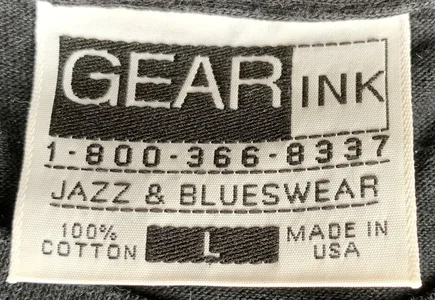 GEAR INK
1-800-366-8337
JAZZ & BLUESWEAR
100% COTTON
L
MADE IN USA